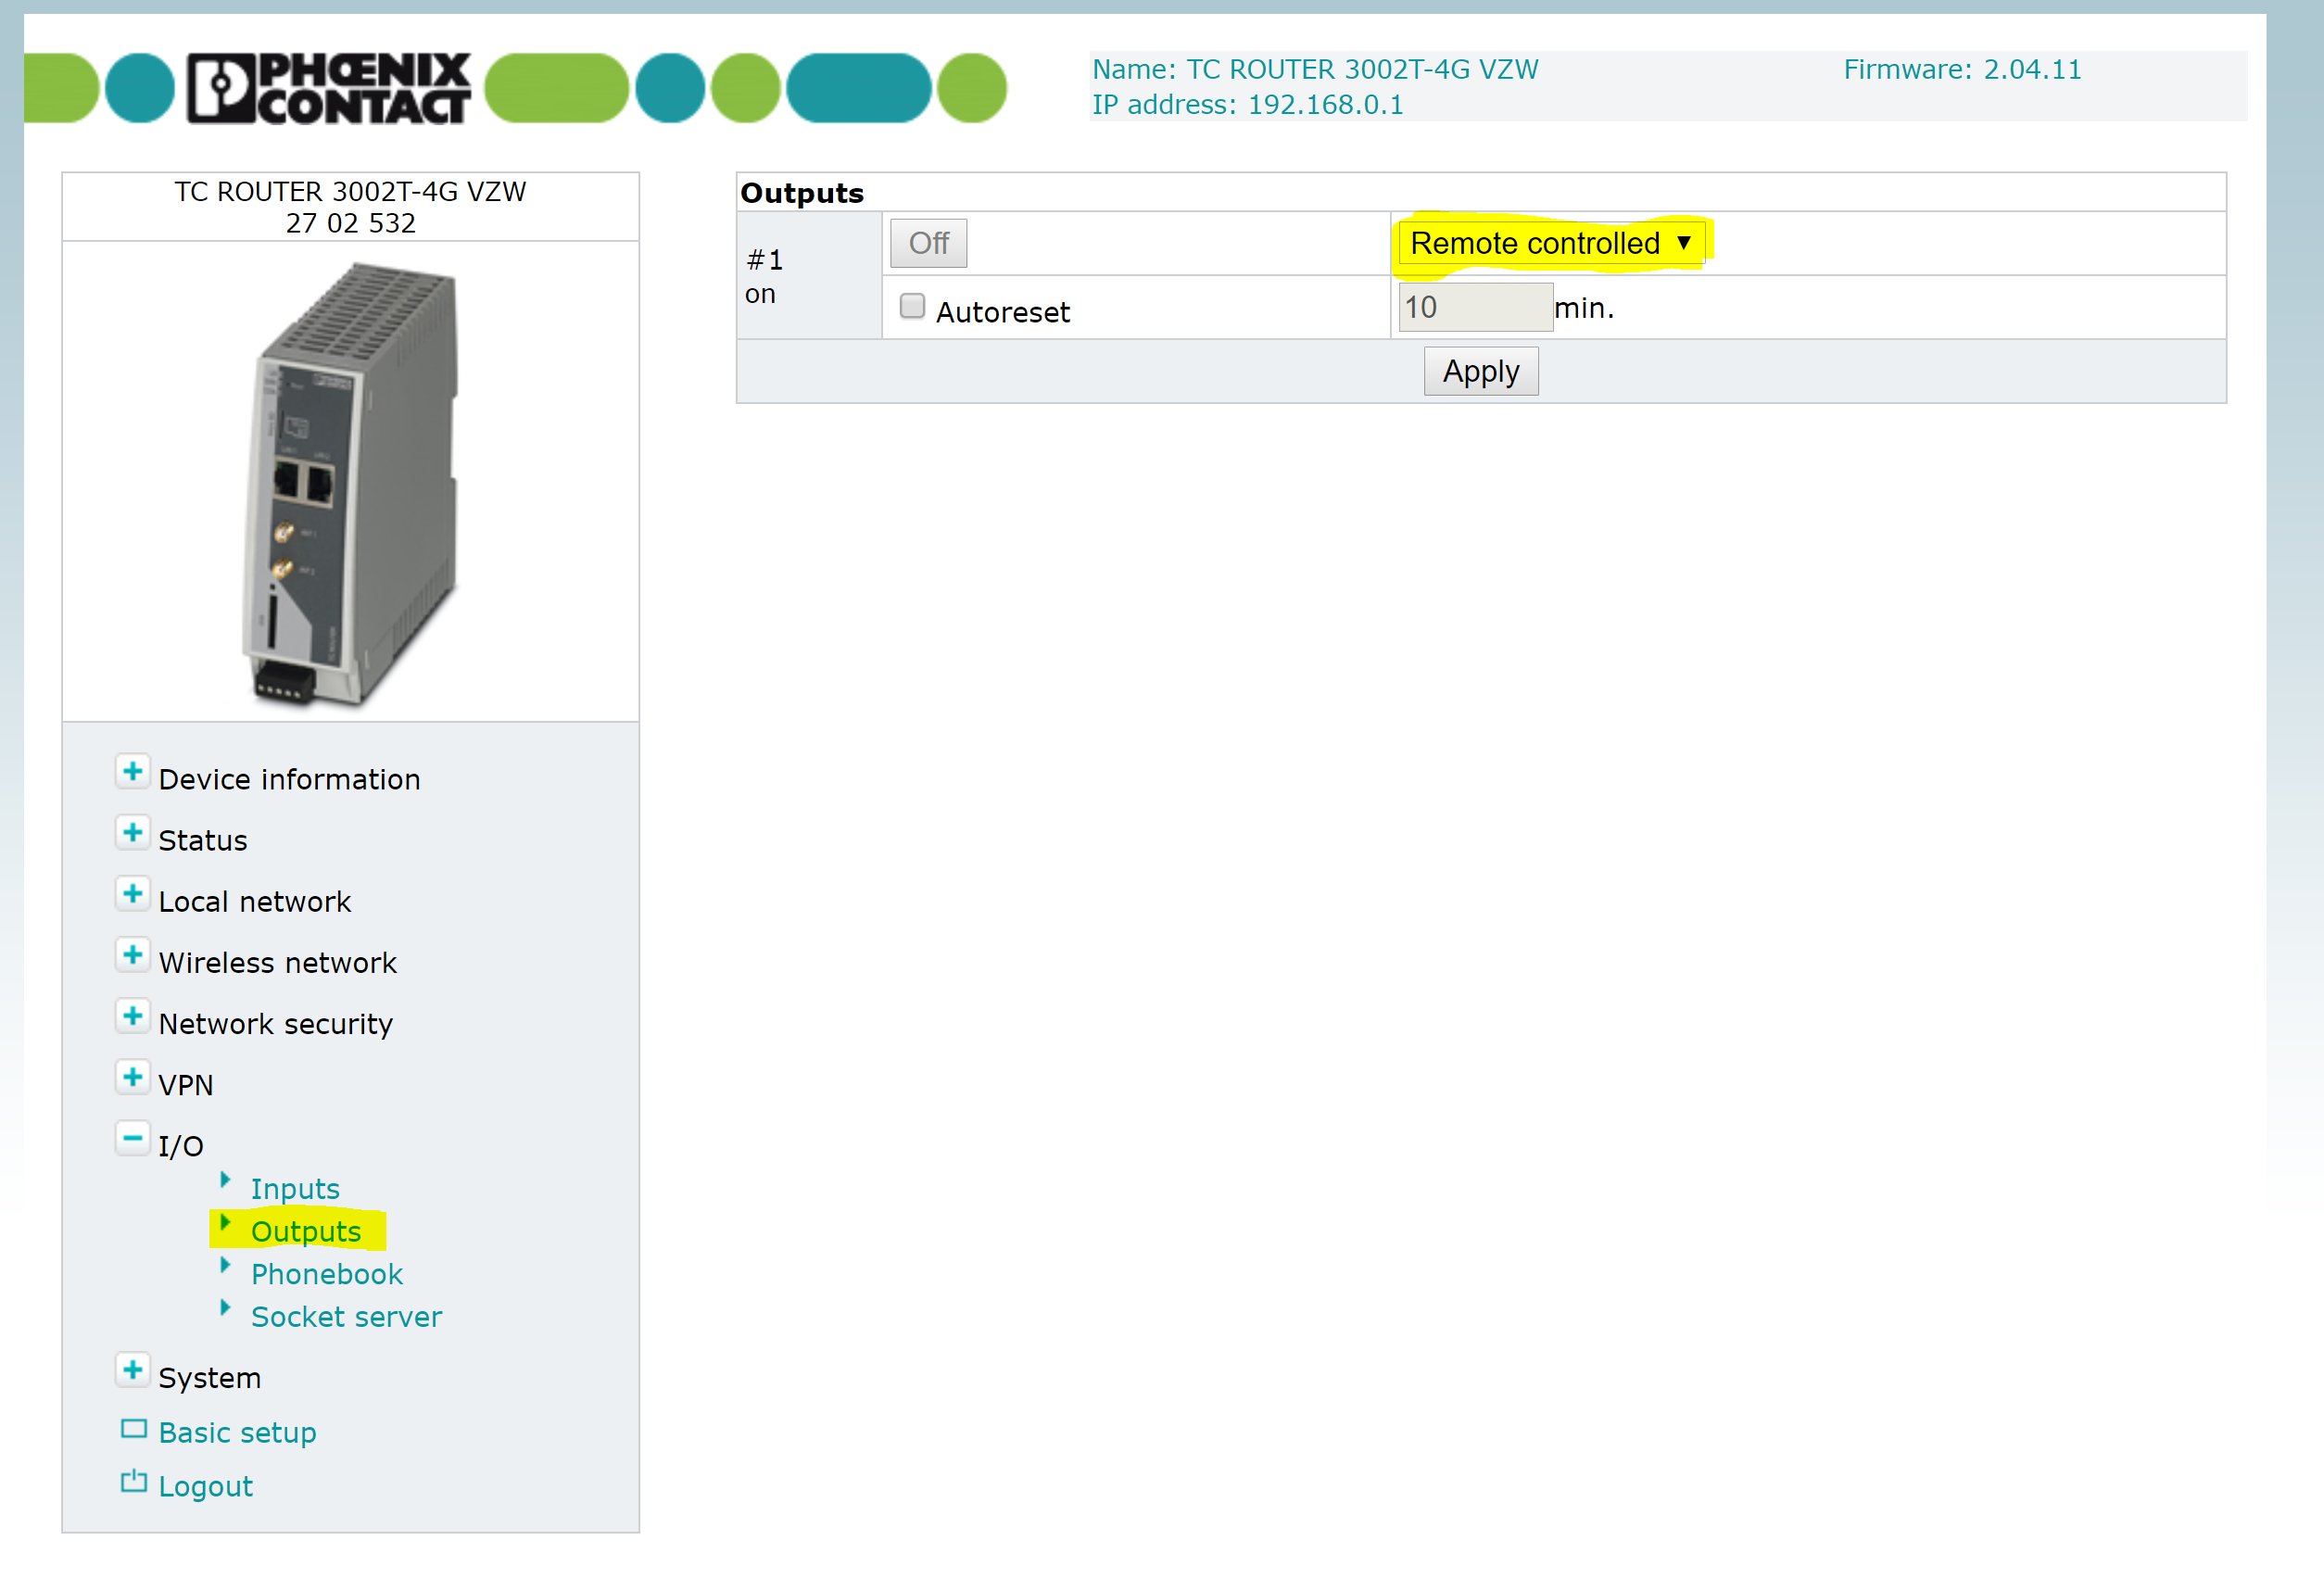 PHŒNIX
CONTACT
Name: TC ROUTER 3002T-4G VZW
Firmware: 2.04.11
IP address: 192.168.0.1
TC ROUTER 3002T-4G VZW
27 02 532
Outputs
#1
on
Off
Remote controlled
Autoreset
10 min.
Apply
Device information
Status
Local network
Wireless network
Network security
VPN
I/O
Inputs
Outputs
Phonebook
Socket server
System
Basic setup
Logout